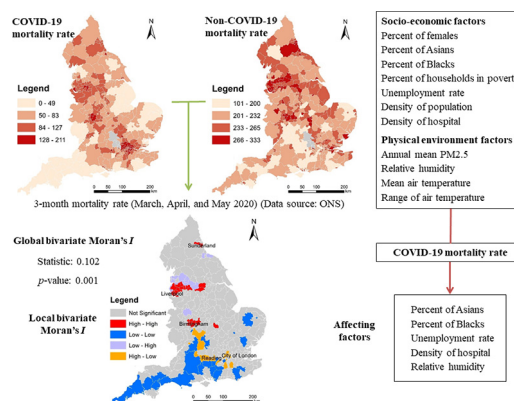 COVID-19
mortality rate
N
Legend
0 - 49
50 - 83
84 - 127
128 - 211
Non-COVID-19
mortality rate
N
Legend
101 - 200
201 - 232
233 - 265
266 - 333
3-month mortality rate (March, April, and May 2020) (Data source: ONS)
Global bivariate Moran's I
Statistic: 0.102
p-value: 0.001
Local bivariate
Moran's I
N
Legend
Not Significant
High - High
Low - Low
Low - High
High - Low
Sunderland
Liverpool
Birmingham
Reading
City of London
Socio-economic factors
Percent of females
Percent of Asians
Percent of Blacks
Percent of households in povert
Unemployment rate
Density of population
Density of hospital
Physical environment factors
Annual mean PM2.5
Relative humidity
Mean air temperature
Range of air temperature
COVID-19 mortality rate
Affecting
factors
Percent of Asians
Percent of Blacks
Unemployment rate
Density of hospital
Relative humidity